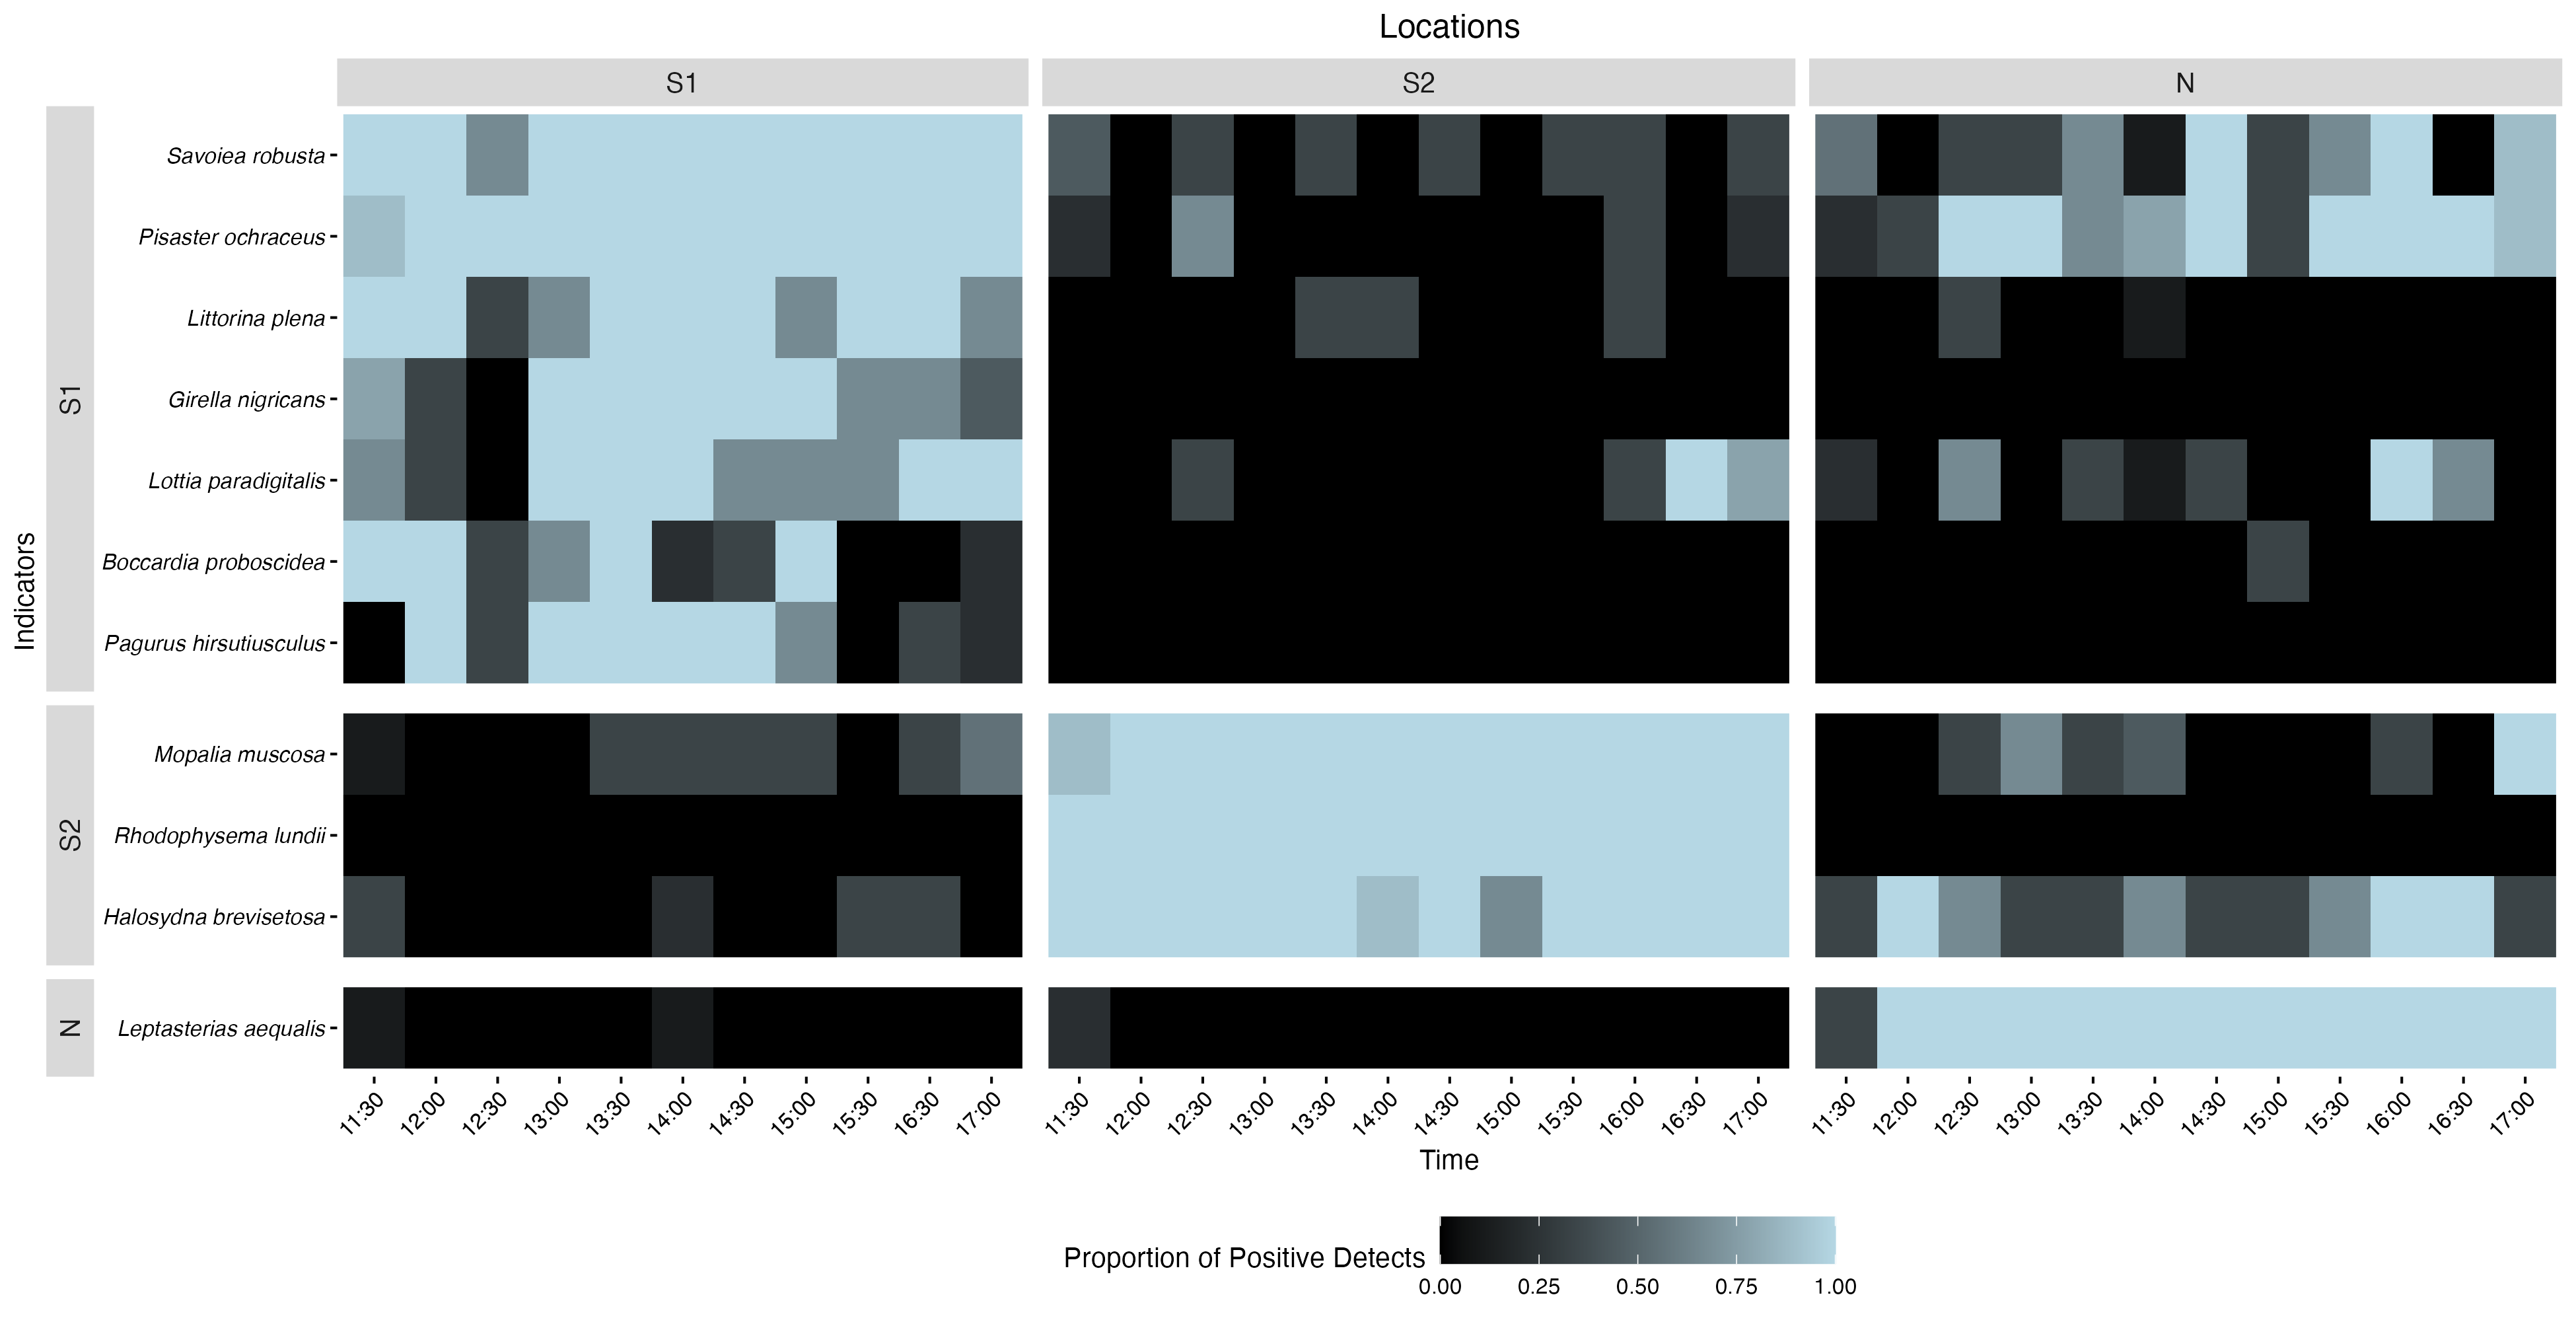 Locations
S1 S2 N
S1
Savoiea robusta
Pisaster ochraceus
Littorina plena
Girella nigricans
Lottia paradigitalis
Boccardia proboscidea
Pagurus hirsutiusculus
Indicators
S2
Mopalia muscosa
Rhodophysema lundii
Halosydna brevisetosa
N
Leptasterias aequalis
11:30 12:00 12:30 13:00 13:30 14:00 14:30 15:00 15:30 16:30 17:00 11:30 12:00 12:30 13:00 13:30 14:00 14:30 15:00 15:30 16:00 16:30 17:00 11:30 12:00 12:30 13:00 13:30 14:00 14:30 15:00 15:30 16:00 16:30 17:00
Time
Proportion of Positive Detects
0.00 0.25 0.50 0.75 1.00